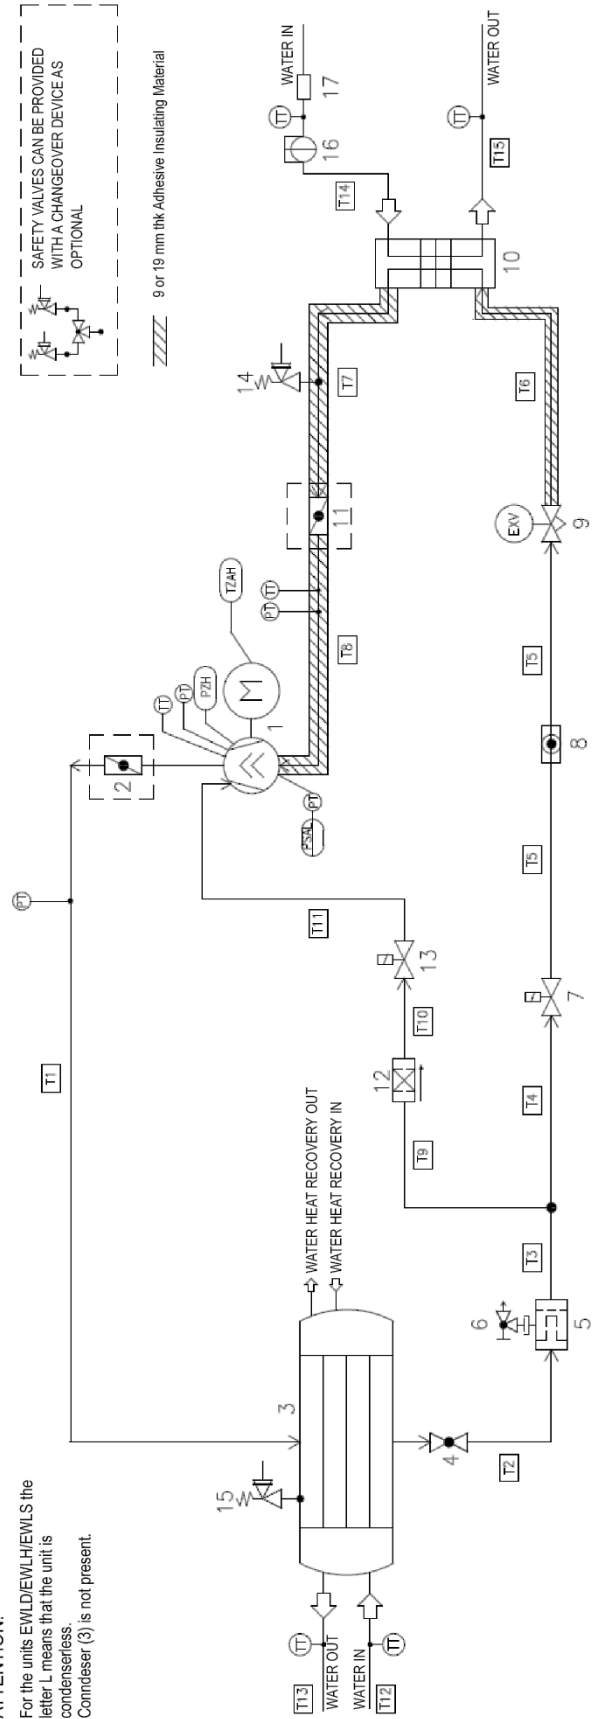 ATTENTION:
For the units EWLD/EWLH/EWLS the
letter L means that the unit is
condenserless.
Conndeser (3) is not present.
SAFETY VALVES CAN BE PROVIDED
WITH A CHANGEOVER DEVICE AS
OPTIONAL
9 or 19 mm thk Adhesive Insulating Material
PT
T1
2
TT
PT
PZH
TZAH
M
1
PSAL
PT
T8
PT
TT
11
14
T7
WATER IN
17
TT
16
T14
10
WATER OUT
TT
T15
T6
EXV
9
T5
8
T5
7
T4
T11
13
T10
12
T9
T3
6
5
T2
4
3
15
WATER HEAT RECOVERY OUT
WATER HEAT RECOVERY IN
TT
T13
WATER OUT
WATER IN
T12
TT